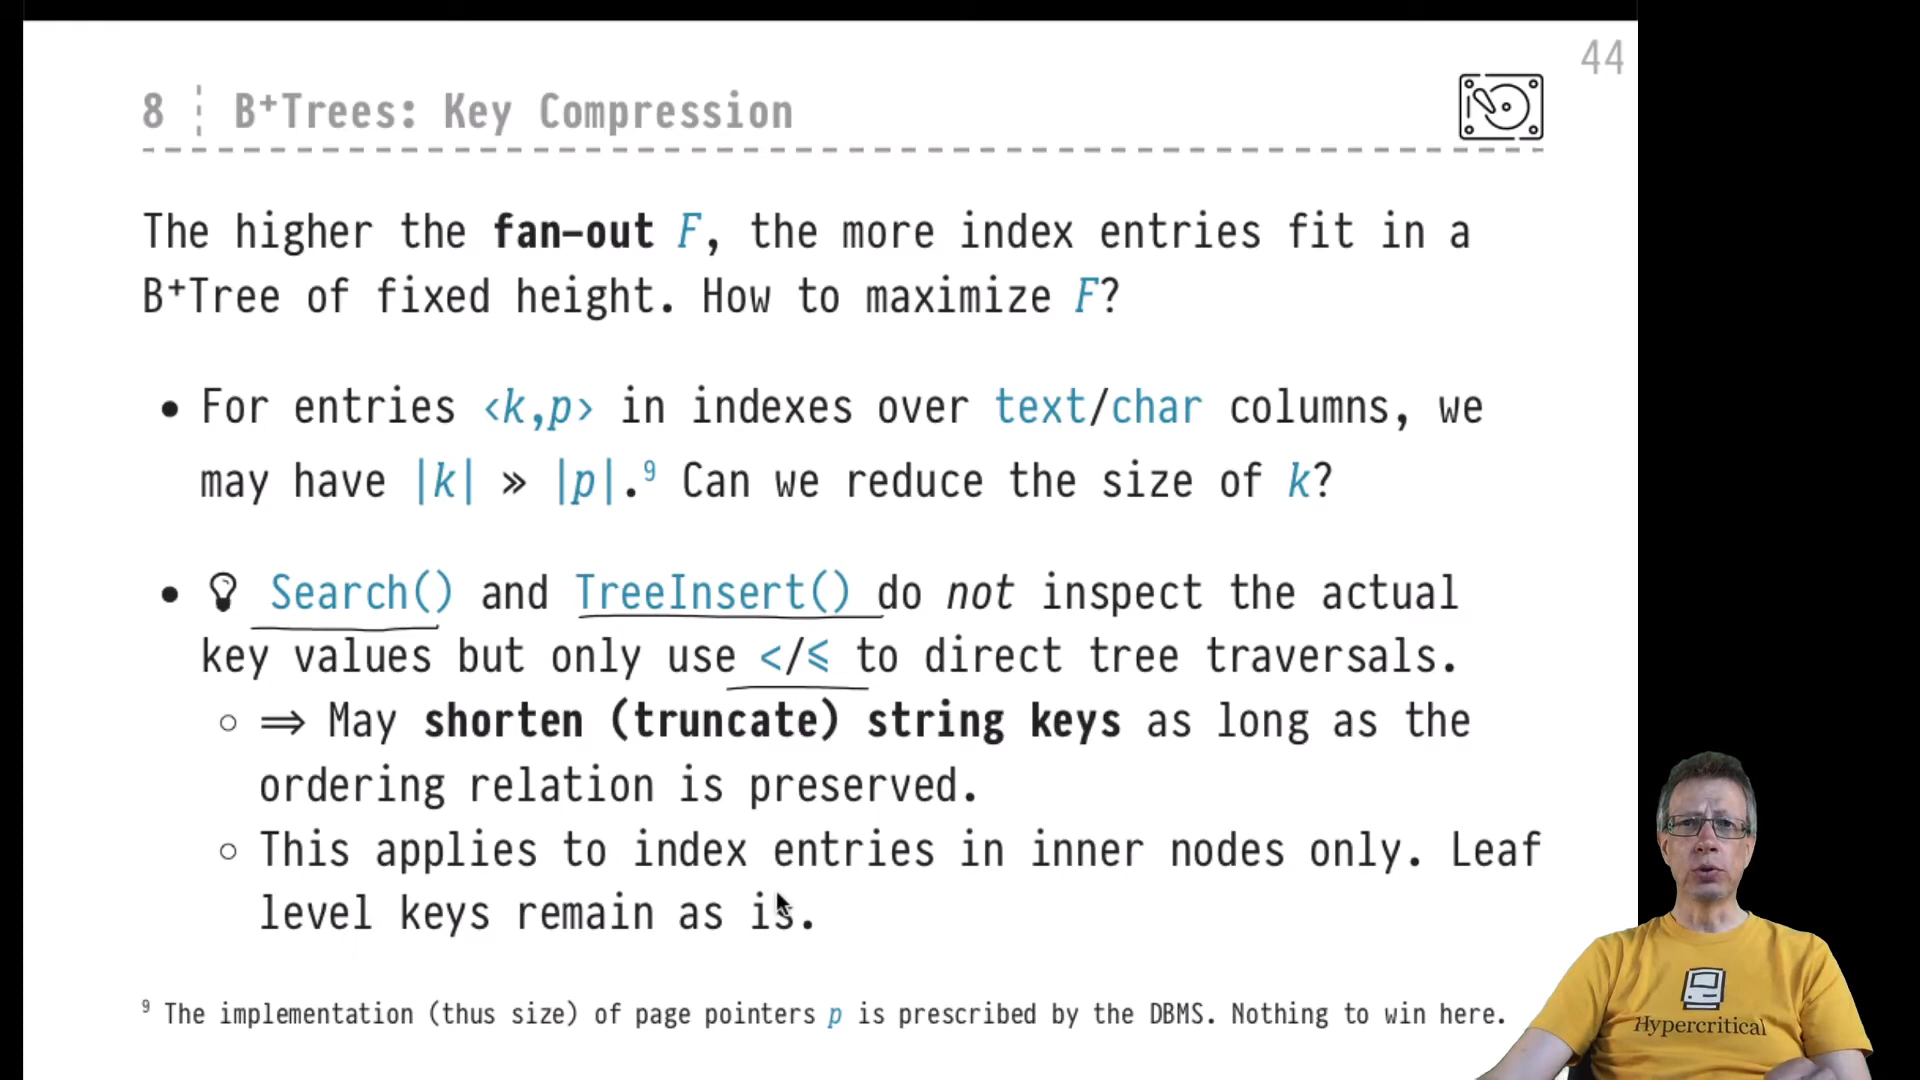 44
8 ¦ B⁺Trees: Key Compression
The higher the fan-out F, the more index entries fit in a
B⁺Tree of fixed height. How to maximize F?
• For entries <k,p> in indexes over text/char columns, we
may have |k| » |p|.⁹ Can we reduce the size of k?
• Search() and TreeInsert() do not inspect the actual
key values but only use </≤ to direct tree traversals.
○ ⟹ May shorten (truncate) string keys as long as the
ordering relation is preserved.
○ This applies to index entries in inner nodes only. Leaf
level keys remain as is.
⁹ The implementation (thus size) of page pointers p is prescribed by the DBMS. Nothing to win here.
Hypercritical